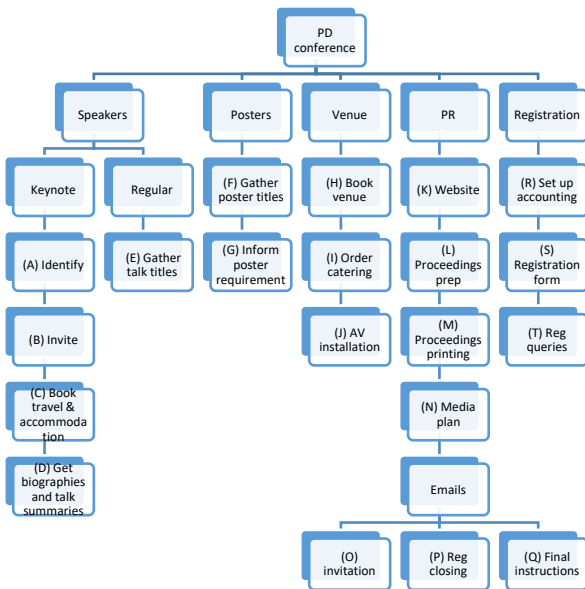 PD
conference
Speakers
Posters
Venue
PR
Registration
Keynote
Regular
(F) Gather
poster titles
(H) Book
venue
(K) Website
(R) Set up
accounting
(A) Identify
(E) Gather
talk titles
(G) Inform
poster
requirement
(I) Order
catering
(L)
Proceedings
prep
(S)
Registration
form
(B) Invite
(J) AV
installation
(M)
Proceedings
printing
(T) Reg
queries
(C) Book
travel &
accommoda
tion
(N) Media
plan
(D) Get
biographies
and talk
summaries
Emails
(O)
invitation
(P) Reg
closing
(Q) Final
instructions